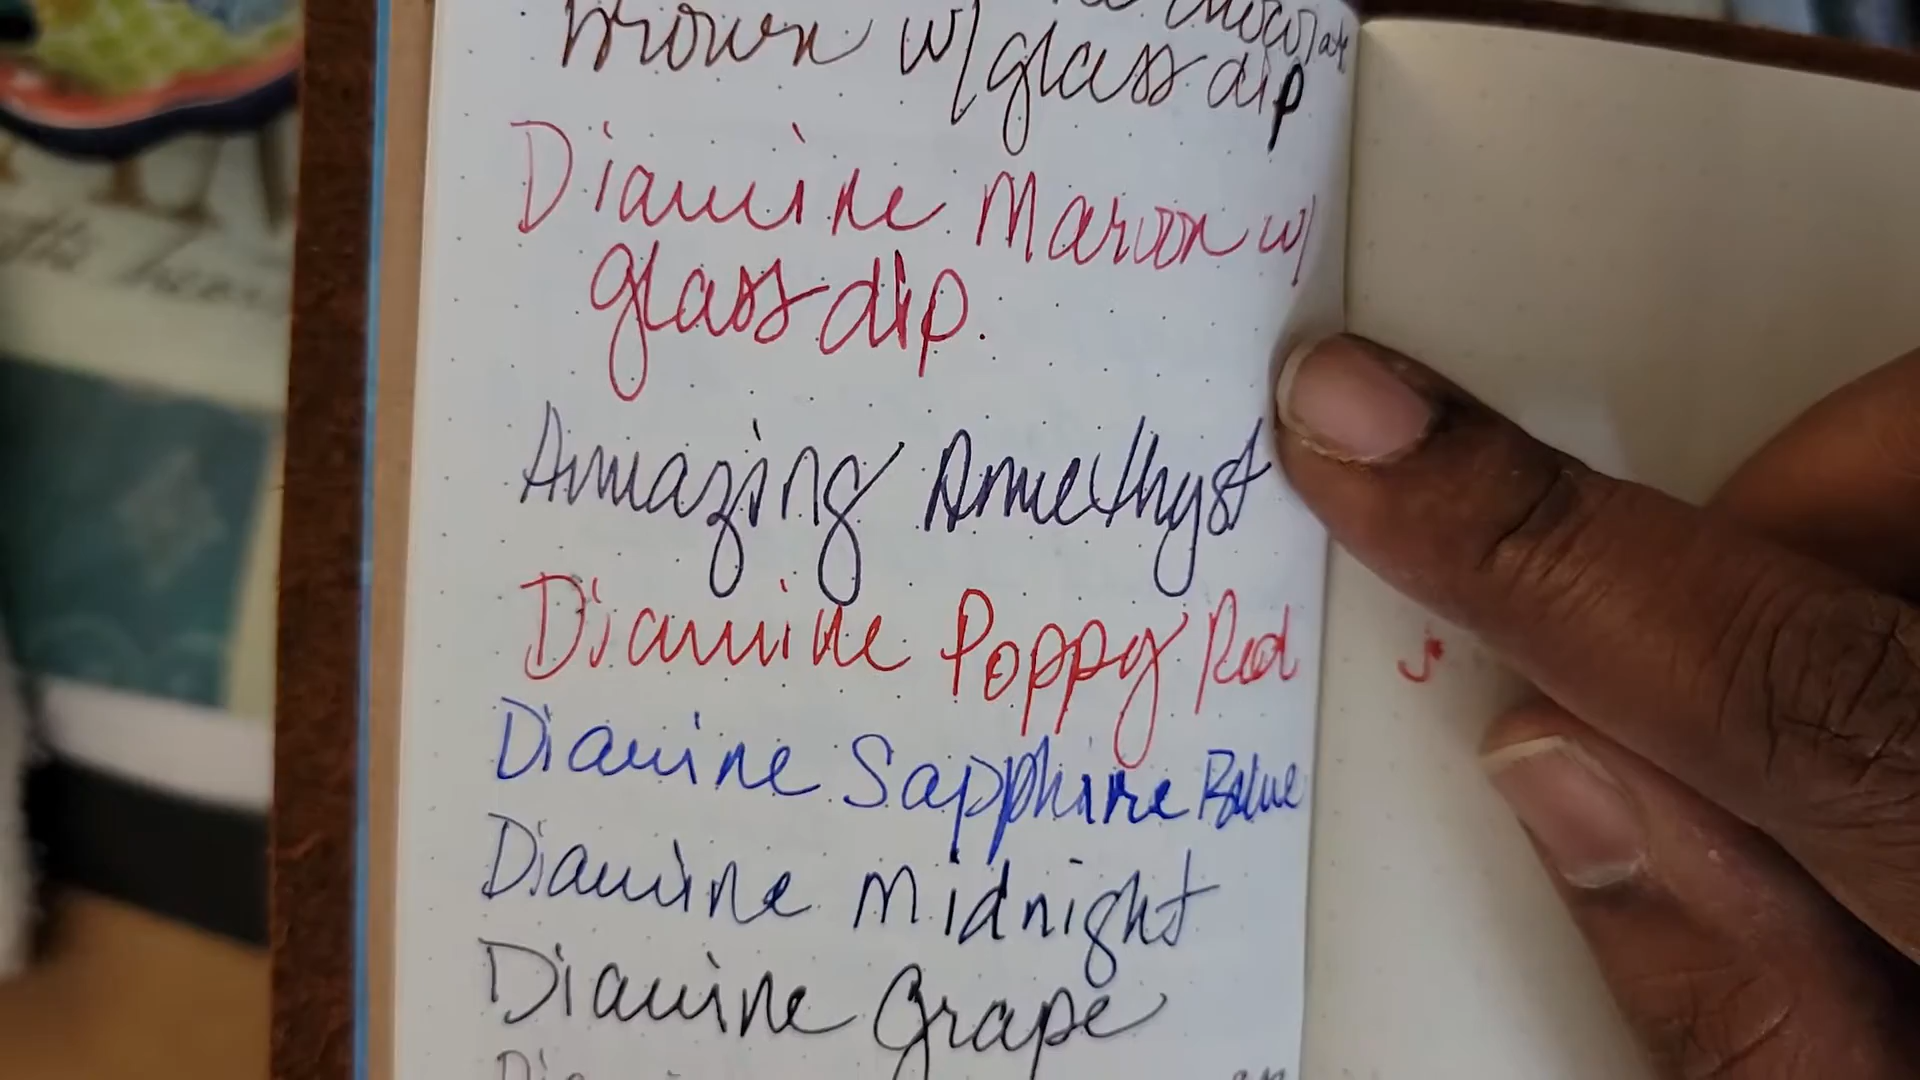 chocolate
brown w/ glass dip
Diamine Maroon w/
glass dip.
Amazing Amethyst
Diamine Poppy Red
Diamine Sapphire Blue
Diamine Midnight
Diamine Grape